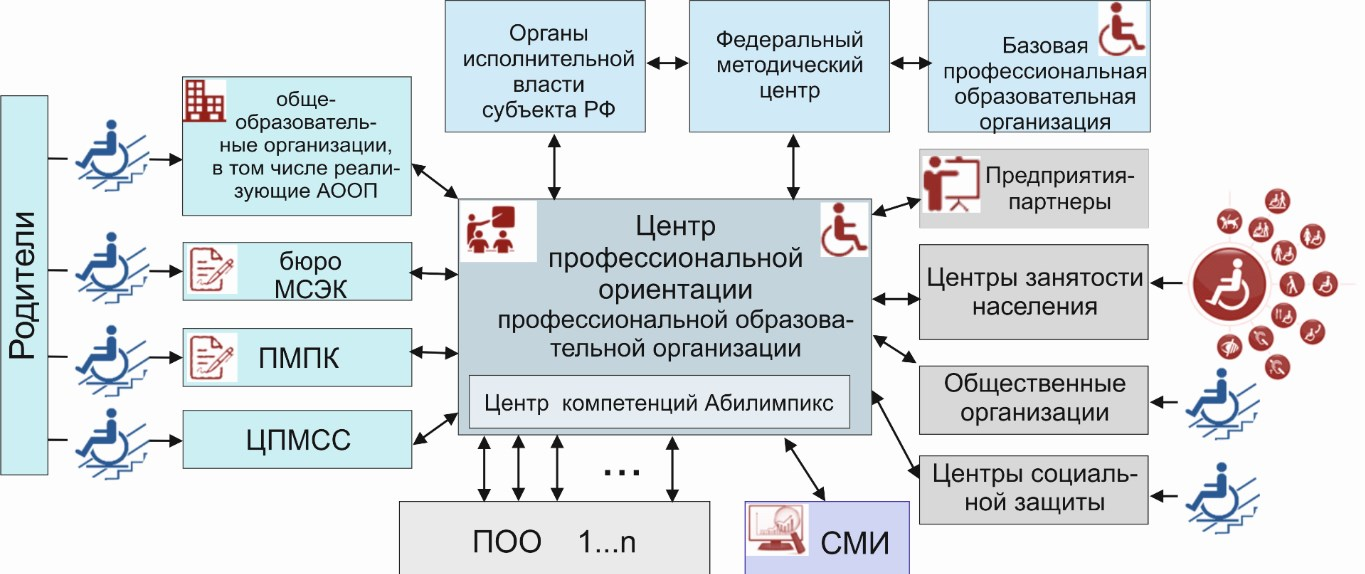 Родители
обще-
образователь-
ные организации,
в том числе реали-
зующие АООП
бюро
МСЭК
ПМПК
ЦПМСС
Органы
исполнительной
власти
субъекта РФ
Федеральный
методический
центр
Базовая
профессиональная
образовательная
организация
Центр
профессиональной
ориентации
профессиональной образова-
тельной организации
Центр компетенций Абилимпикс
Предприятия-
партнеры
Центры занятости
населения
Общественные
организации
Центры социаль-
ной защиты
...
ПОО 1...n
СМИ